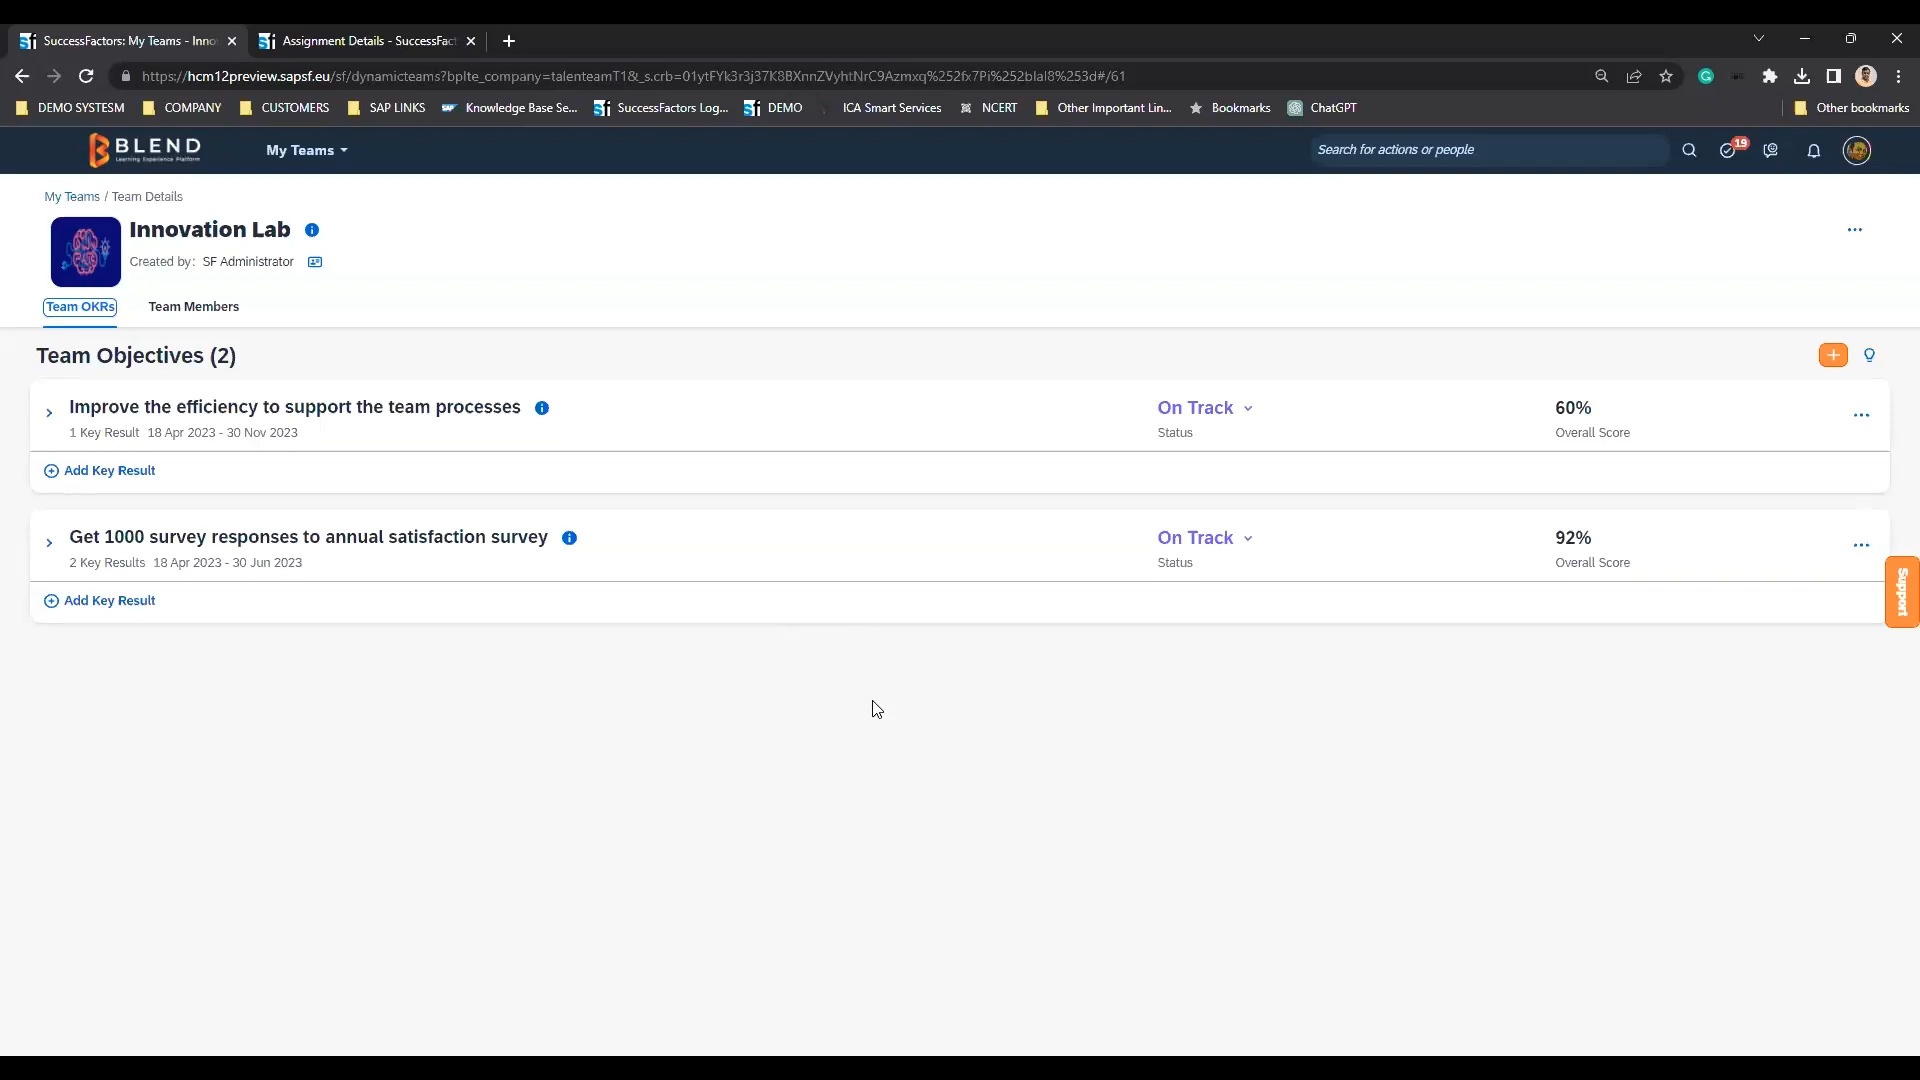 SuccessFactors: My Teams - Inno
Assignment Details - SuccessFact
https://hcm12preview.sapsf.eu/sf/dynamicteams?bplte_company=talenteamT1&_s.crb=01ytFYk3r3j37K8BXnnZVyhtNrC9Azmxq%252fx7Pi%252blal8%253d#/61
DEMO SYSTESM
COMPANY
CUSTOMERS
SAP LINKS
Knowledge Base Se...
SuccessFactors Log...
DEMO
ICA Smart Services
NCERT
Other Important Lin...
Bookmarks
ChatGPT
Other bookmarks
BLEND
Learning Experience Platform
My Teams
Search for actions or people
19
My Teams / Team Details
Innovation Lab
Created by: SF Administrator
Team OKRs
Team Members
Team Objectives (2)
Improve the efficiency to support the team processes
1 Key Result 18 Apr 2023 - 30 Nov 2023
On Track
Status
60%
Overall Score
Add Key Result
Get 1000 survey responses to annual satisfaction survey
2 Key Results 18 Apr 2023 - 30 Jun 2023
On Track
Status
92%
Overall Score
Add Key Result
Support